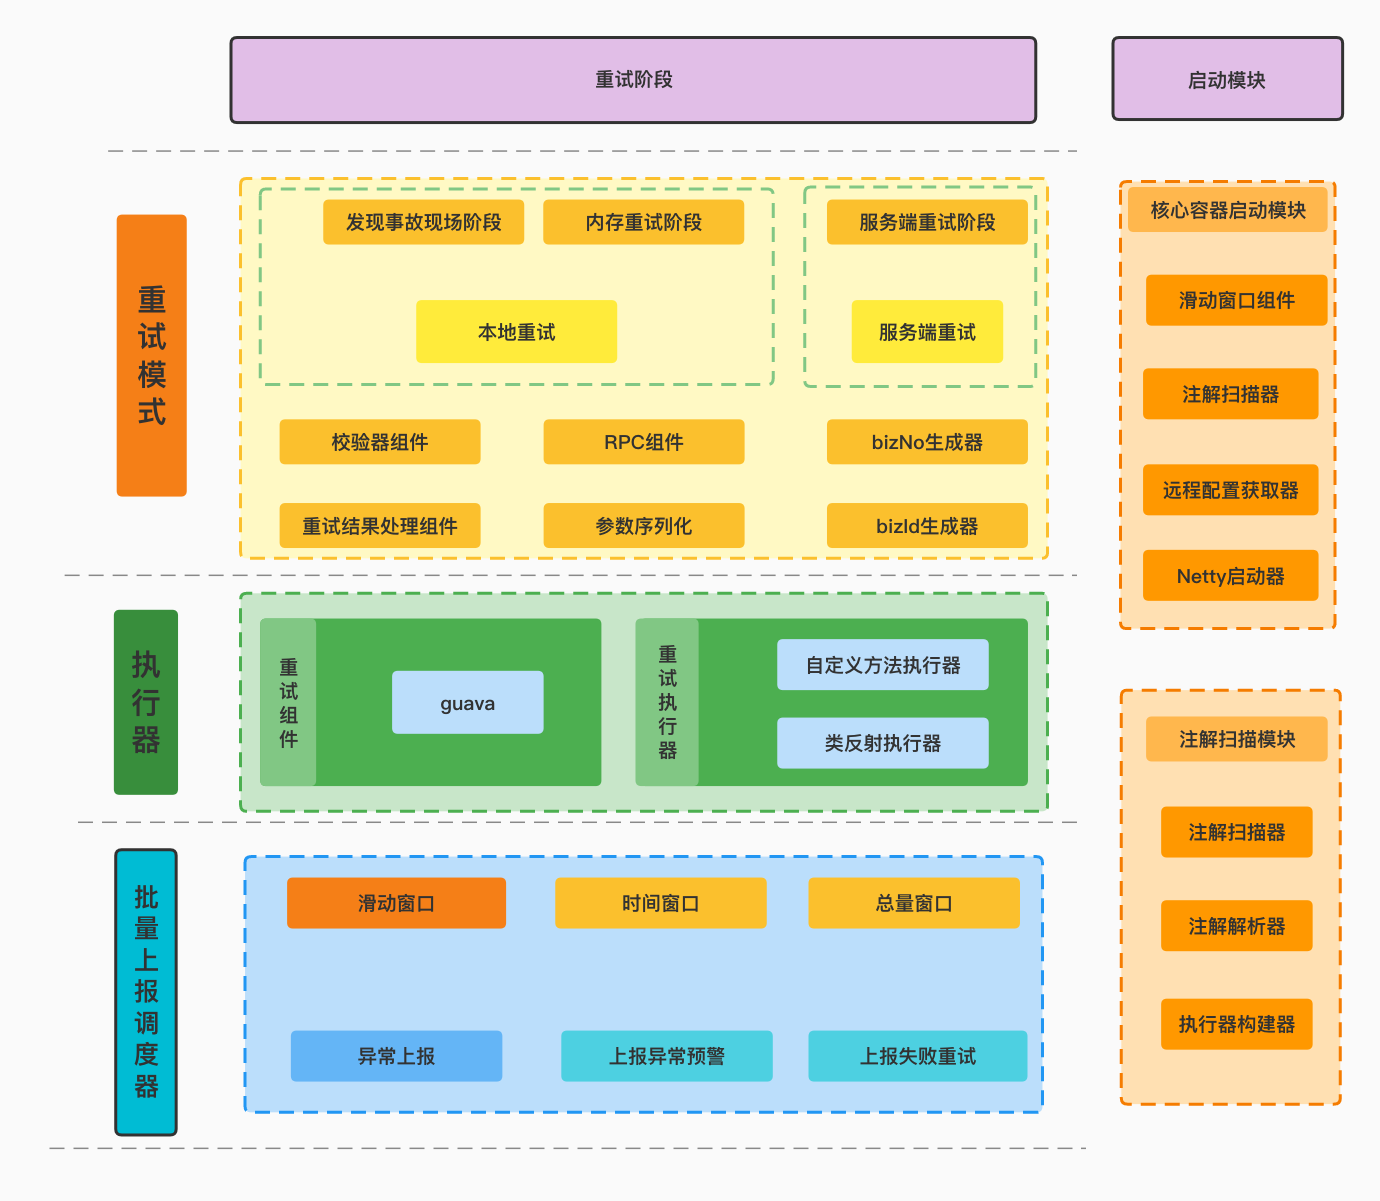 重试阶段
启动模块
重试模式
发现事故现场阶段
内存重试阶段
服务端重试阶段
本地重试
服务端重试
校验器组件
RPC组件
bizNo生成器
重试结果处理组件
参数序列化
bizId生成器
执行器
重试组件
guava
重试执行器
自定义方法执行器
类反射执行器
批量上报调度器
滑动窗口
时间窗口
总量窗口
异常上报
上报异常预警
上报失败重试
核心容器启动模块
滑动窗口组件
注解扫描器
远程配置获取器
Netty启动器
注解扫描模块
注解扫描器
注解解析器
执行器构建器